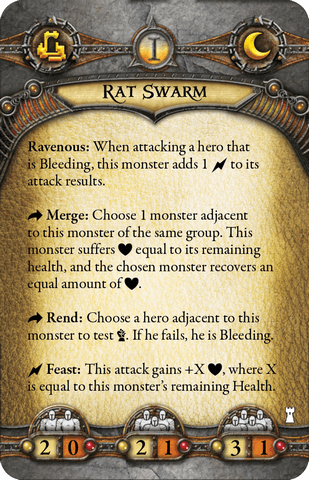 I
RAT SWARM
Ravenous: When attacking a hero that
is Bleeding, this monster adds 1 to its
attack results.
Merge: Choose 1 monster adjacent
to this monster of the same group. This
monster suffers equal to its remaining
health, and the chosen monster recovers an
equal amount of .
Rend: Choose a hero adjacent to this
monster to test . If he fails, he is Bleeding.
Feast: This attack gains +X , where X
is equal to this monster's remaining Health.
2 0 2 1 3 1